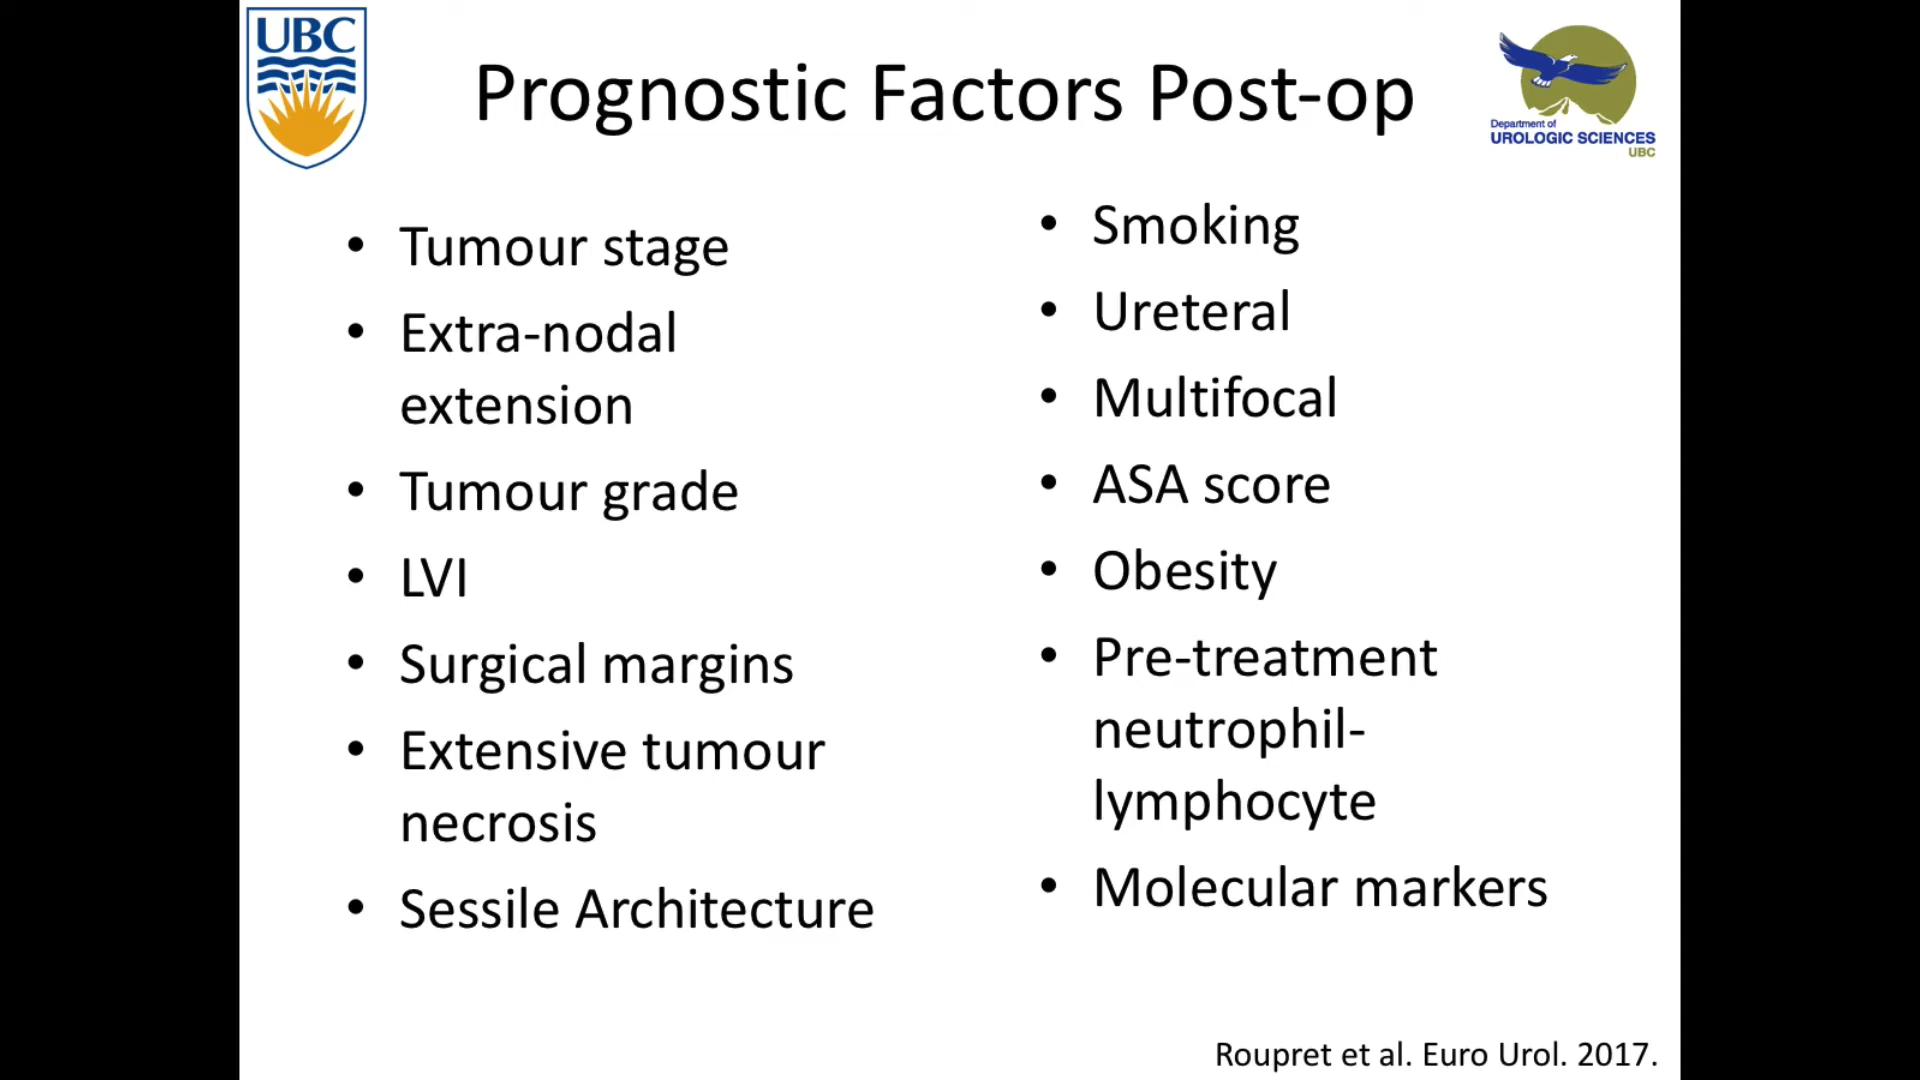 UBC
Prognostic Factors Post-op
Department of
UROLOGIC SCIENCES
UBC
• Tumour stage
• Extra-nodal
extension
• Tumour grade
• LVI
• Surgical margins
• Extensive tumour
necrosis
• Sessile Architecture
• Smoking
• Ureteral
• Multifocal
• ASA score
• Obesity
• Pre-treatment
neutrophil-
lymphocyte
• Molecular markers
Roupret et al. Euro Urol. 2017.